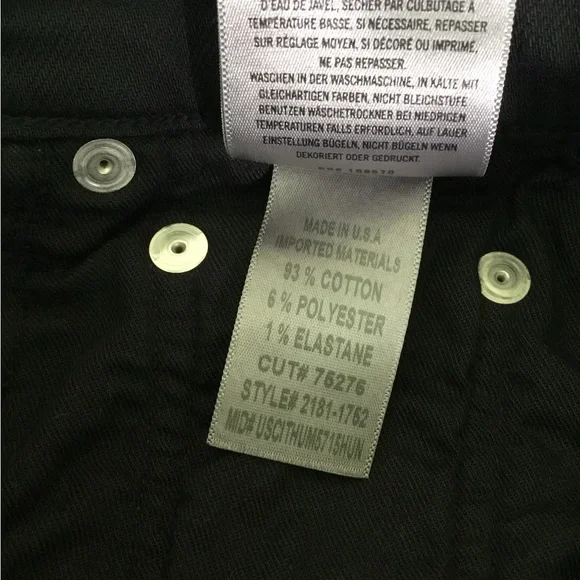 D'EAU DE JAVEL, SÉCHER PAR CULBUTAGE À
TEMPÉRATURE BASSE, SI NÉCESSAIRE, REPASSER
SUR RÉGLAGE MOYEN. SI DÉCORÉ OU IMPRIME,
NE PAS REPASSER.
WASCHEN IN DER WASCHMASCHINE, IN KÄLTE MIT
GLEICHARTIGEN FARBEN, NICHT BLEICHSTUFE
BENUTZEN WÄSCHETROCKNER BEI NIEDRIGEN
TEMPERATUREN FALLS ERFORDLICH, AUF LAUER
EINSTELLUNG BÜGELN, NICHT BÜGELN WENN
DEKORIERT ODER GEDRUCKT.
MADE IN U.S.A
IMPORTED MATERIALS
93 % COTTON
6 % POLYESTER
1 % ELASTANE
CUT# 75276
STYLE# 2181-1762
MID# USCITHUM5715HUN